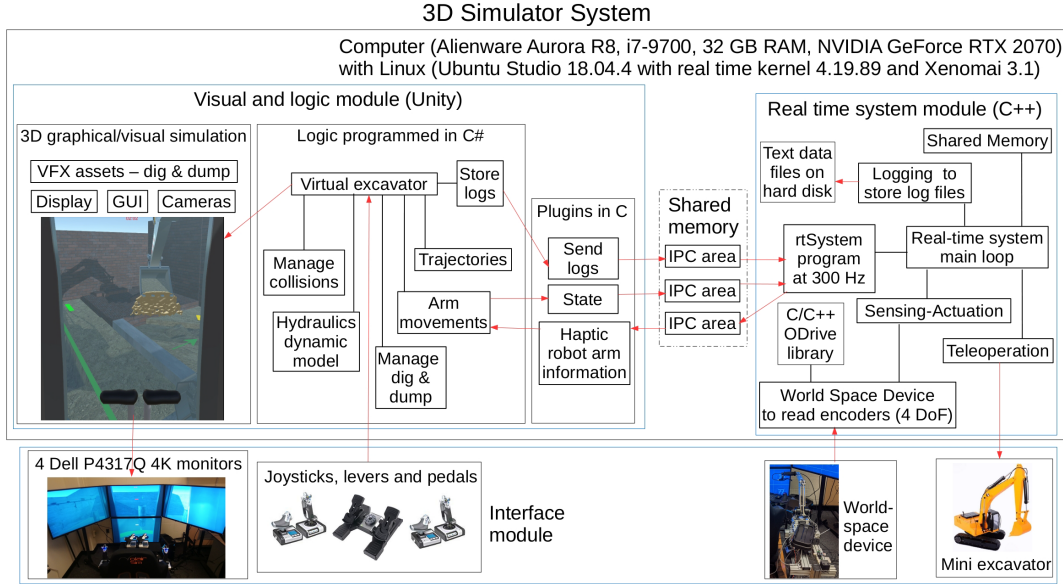 3D Simulator System
Computer (Alienware Aurora R8, i7-9700, 32 GB RAM, NVIDIA GeForce RTX 2070)
with Linux (Ubuntu Studio 18.04.4 with real time kernel 4.19.89 and Xenomai 3.1)
Visual and logic module (Unity)
3D graphical/visual simulation
VFX assets – dig & dump
Display
GUI
Cameras
Logic programmed in C#
Virtual excavator
Store
logs
Manage
collisions
Trajectories
Arm
movements
Hydraulics
dynamic
model
Manage
dig &
dump
Plugins in C
Send
logs
State
Haptic
robot arm
information
Shared
memory
IPC area
IPC area
IPC area
Real time system module (C++)
Shared Memory
Text data
files on
hard disk
Logging to
store log files
rtSystem
program
at 300 Hz
Real-time system
main loop
Sensing-Actuation
C/C++
ODrive
library
Teleoperation
World Space Device
to read encoders (4 DoF)
4 Dell P4317Q 4K monitors
Joysticks, levers and pedals
Interface
module
World-
space
device
Mini excavator